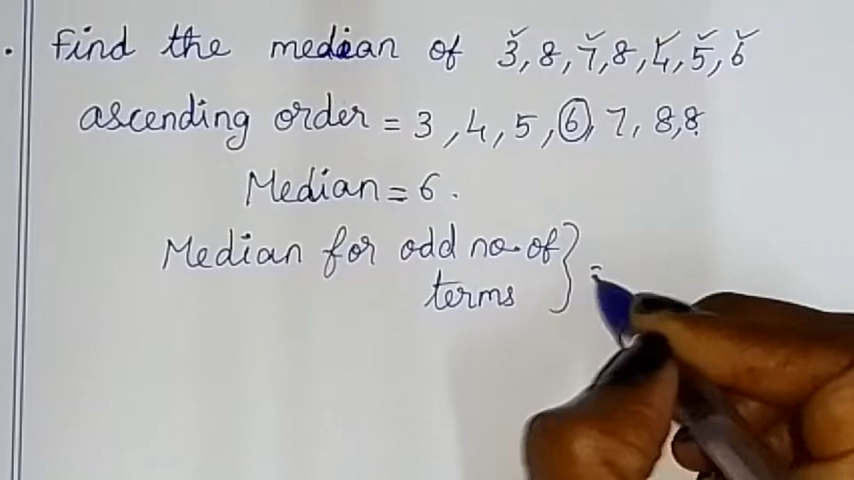 . Find the median of 3, 8, 7, 8, 4, 5, 6
ascending order = 3, 4, 5, 6, 7, 8, 8.
Median = 6.
Median for odd no. of } =
terms